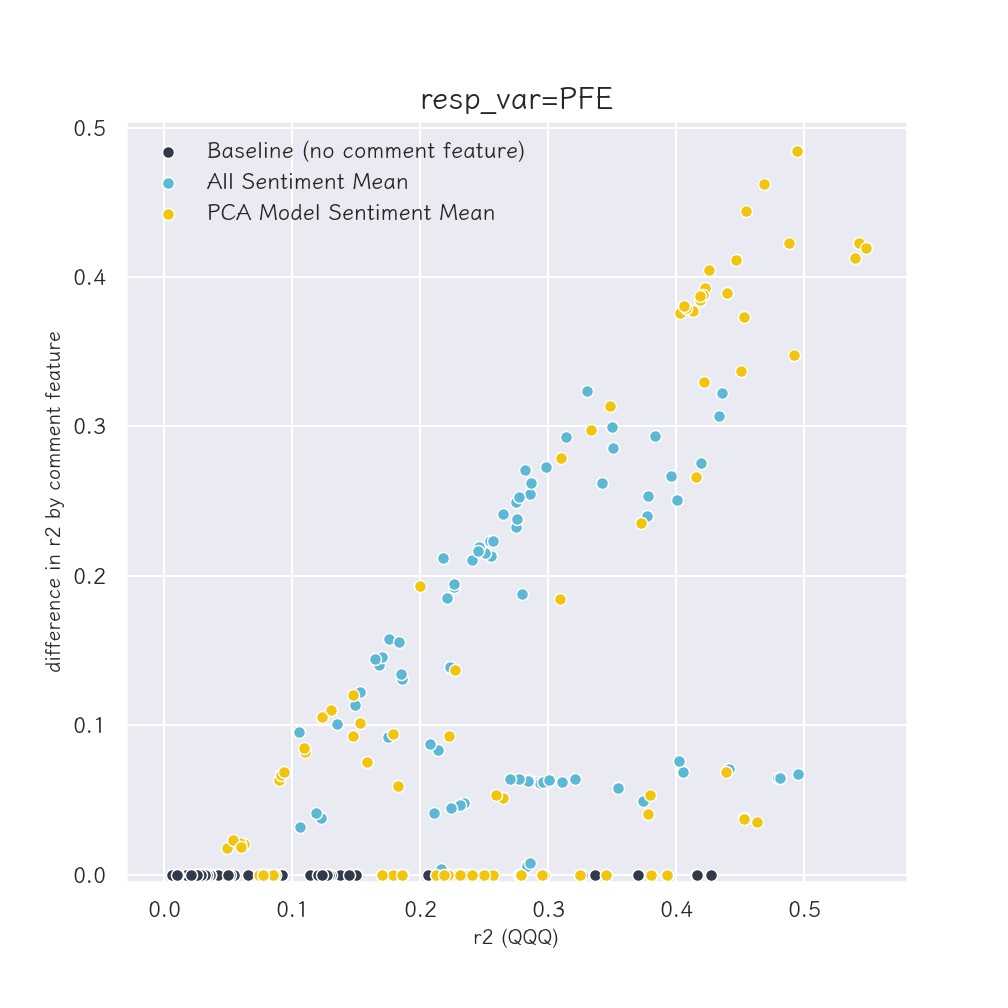 resp_var=PFE
0.5
Baseline (no comment feature)
All Sentiment Mean
PCA Model Sentiment Mean
0.4
0.3
0.2
0.1
0.0
difference in r2 by comment feature
0.0 0.1 0.2 0.3 0.4 0.5
r2 (QQQ)